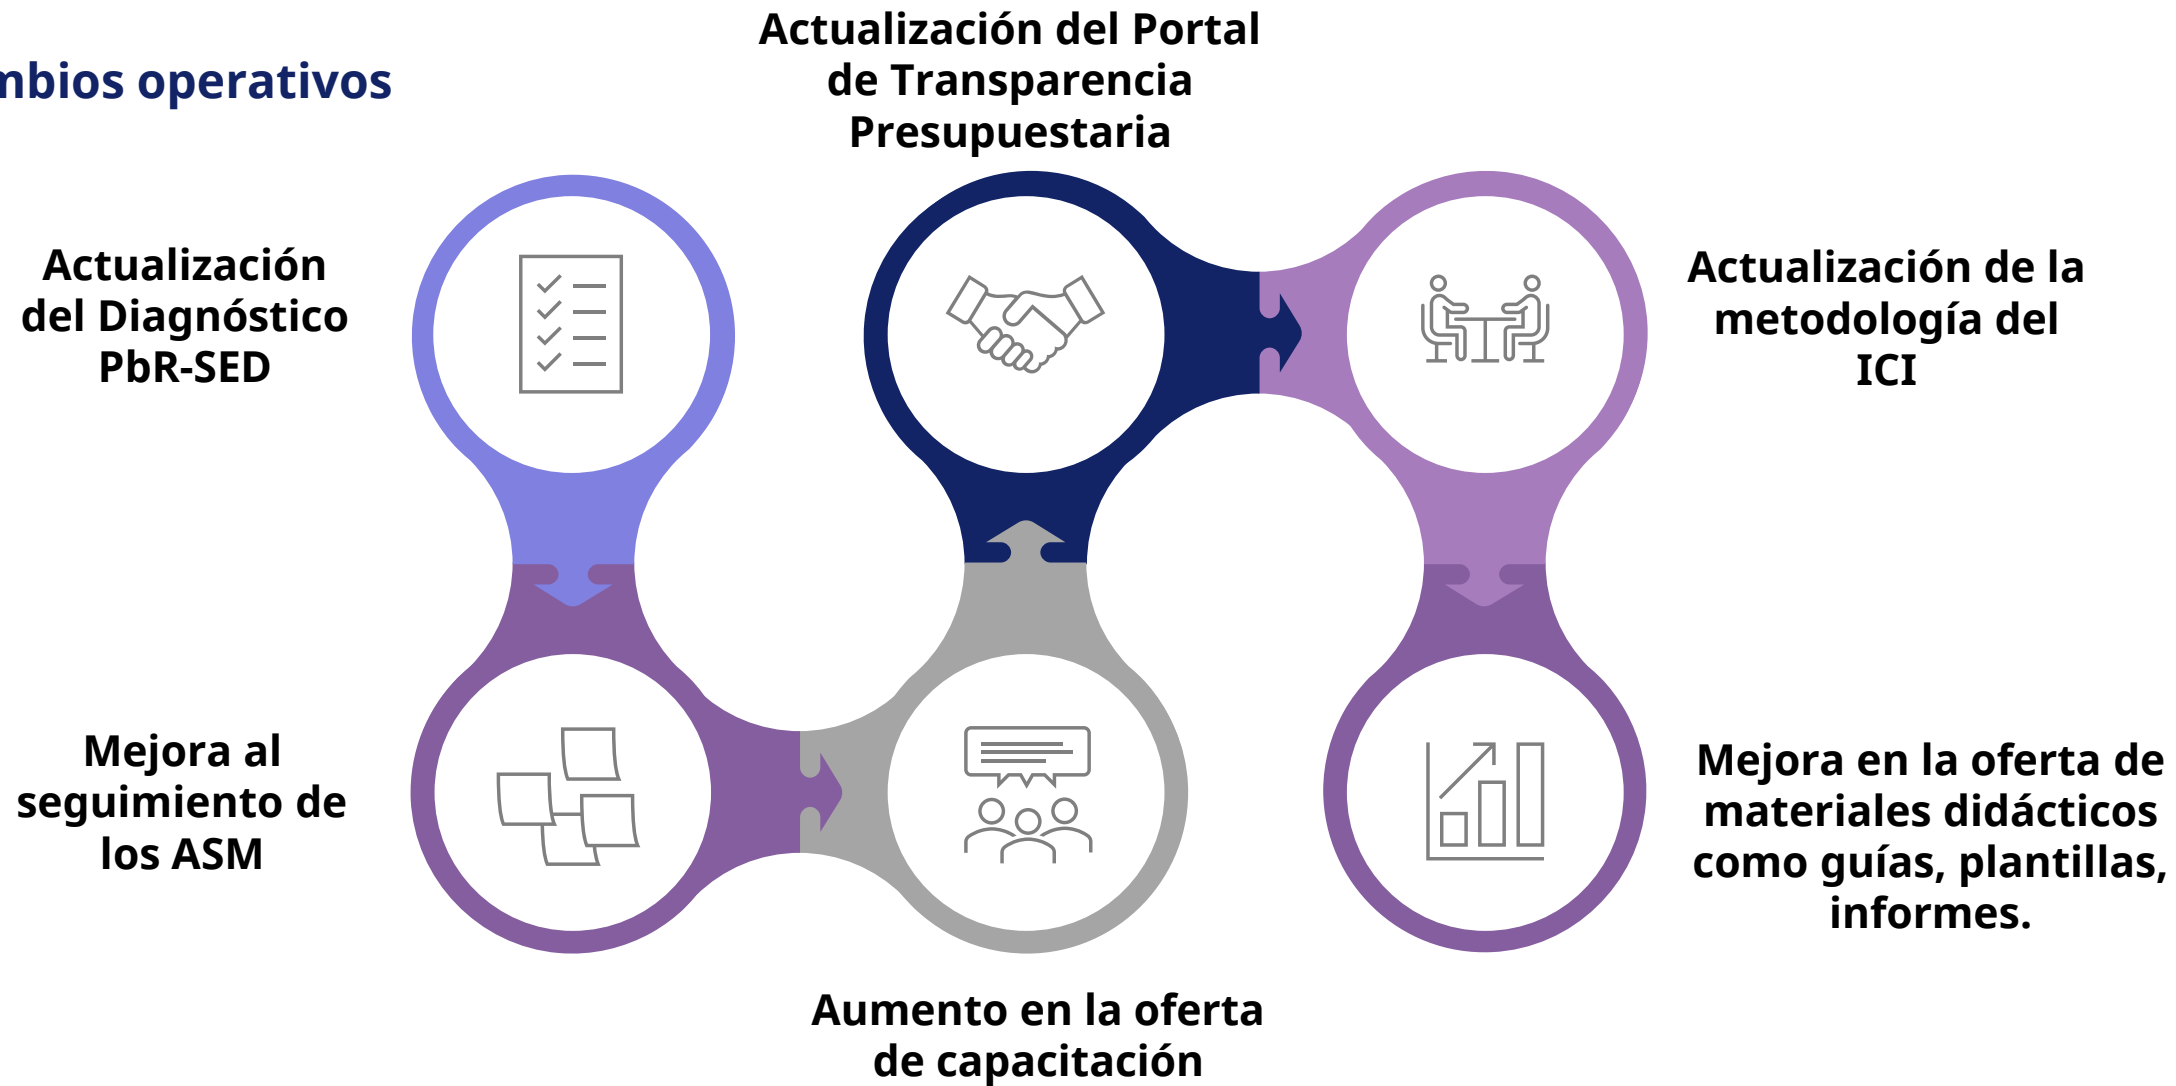 mbios operativos
Actualización del Portal
de Transparencia
Presupuestaria
Actualización
del Diagnóstico
PbR-SED
Actualización de la
metodología del
ICI
Mejora al
seguimiento de
los ASM
Mejora en la oferta de
materiales didácticos
como guías, plantillas,
informes.
Aumento en la oferta
de capacitación